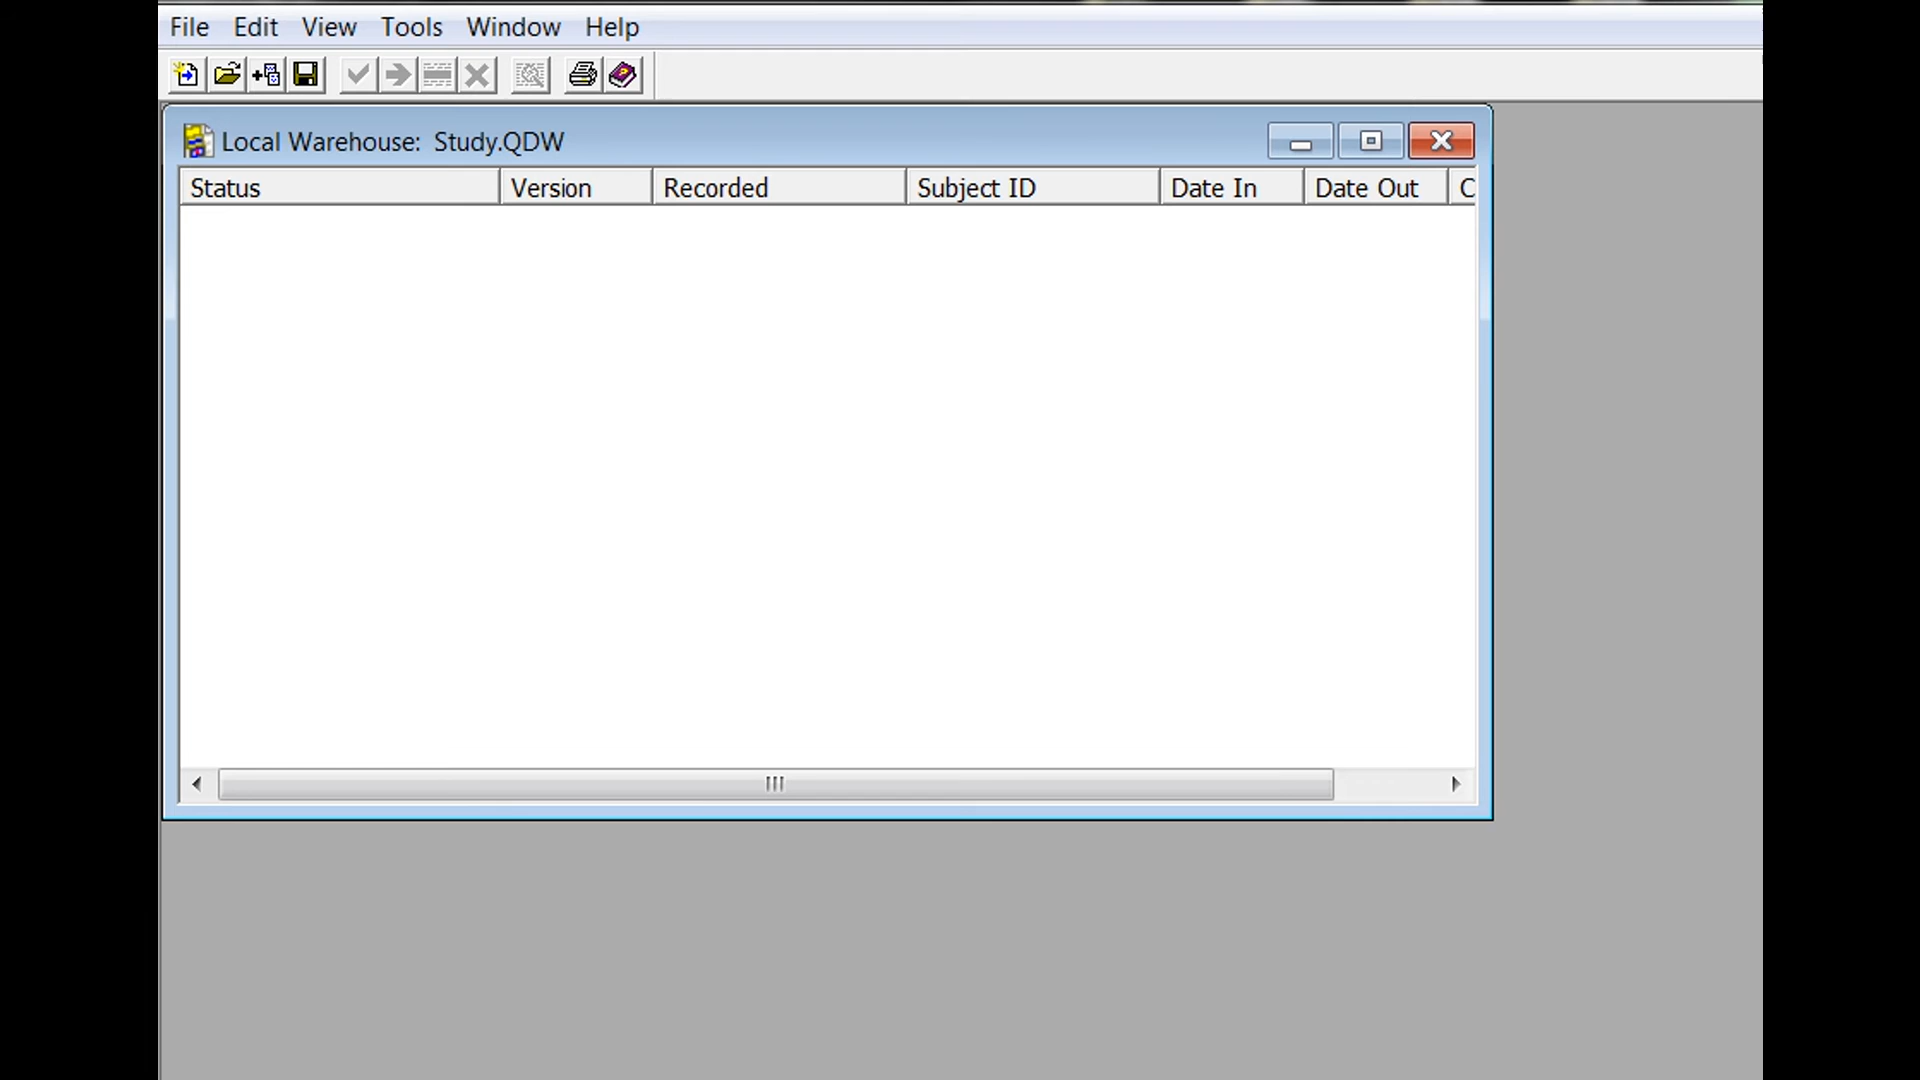 File Edit View Tools Window Help
Local Warehouse: Study.QDW
Status Version Recorded Subject ID Date In Date Out C